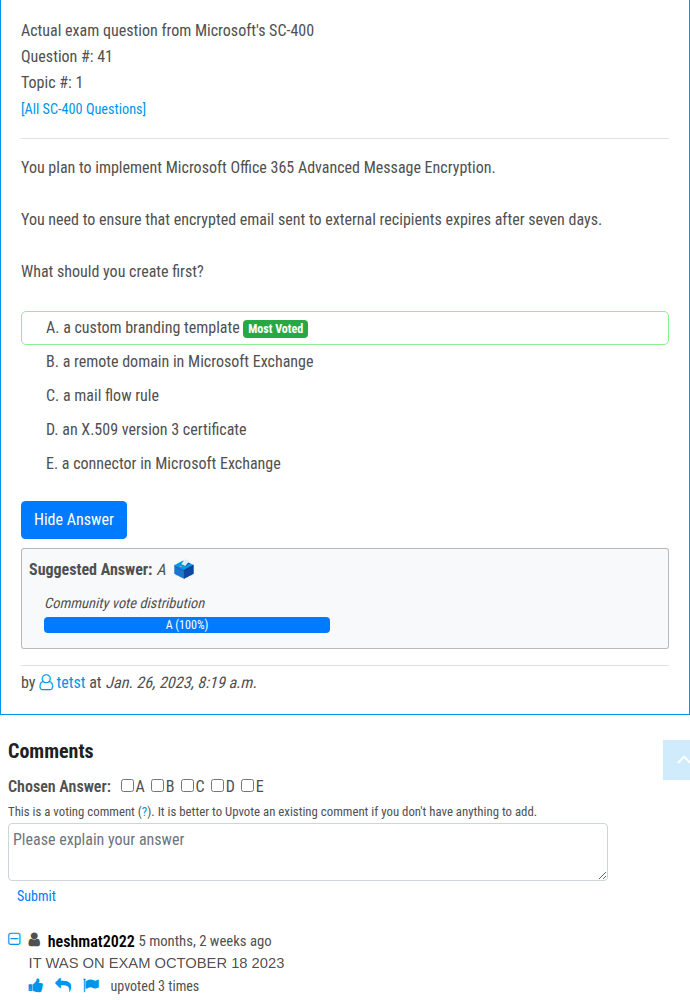 Actual exam question from Microsoft's SC-400
Question #: 41
Topic #: 1
[All SC-400 Questions]
You plan to implement Microsoft Office 365 Advanced Message Encryption.
You need to ensure that encrypted email sent to external recipients expires after seven days.
What should you create first?
A. a custom branding template Most Voted
B. a remote domain in Microsoft Exchange
C. a mail flow rule
D. an X.509 version 3 certificate
E. a connector in Microsoft Exchange
Hide Answer
Suggested Answer: A
Community vote distribution
A (100%)
by tetst at Jan. 26, 2023, 8:19 a.m.
Comments
Chosen Answer: A B C D E
This is a voting comment (?). It is better to Upvote an existing comment if you don't have anything to add.
Please explain your answer
Submit
heshmat2022 5 months, 2 weeks ago
IT WAS ON EXAM OCTOBER 18 2023
upvoted 3 times